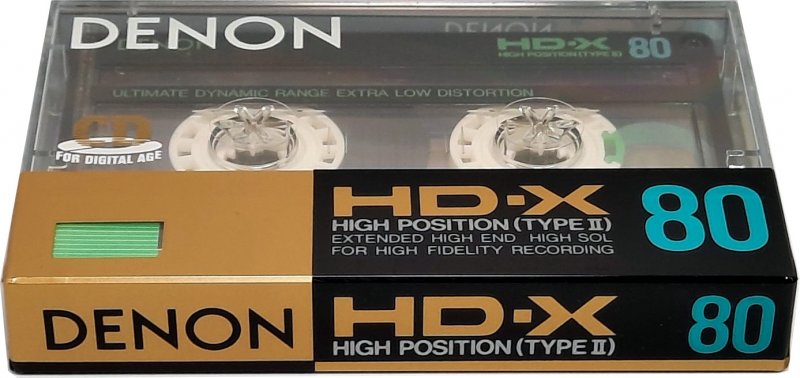 DENON
HD·X 80
HIGH POSITION (TYPE II)
ULTIMATE DYNAMIC RANGE EXTRA LOW DISTORTION
CD
FOR DIGITAL AGE
HD·X 80
HIGH POSITION (TYPE II)
EXTENDED HIGH END HIGH SOL
FOR HIGH FIDELITY RECORDING
DENON HD·X 80
HIGH POSITION (TYPE II)